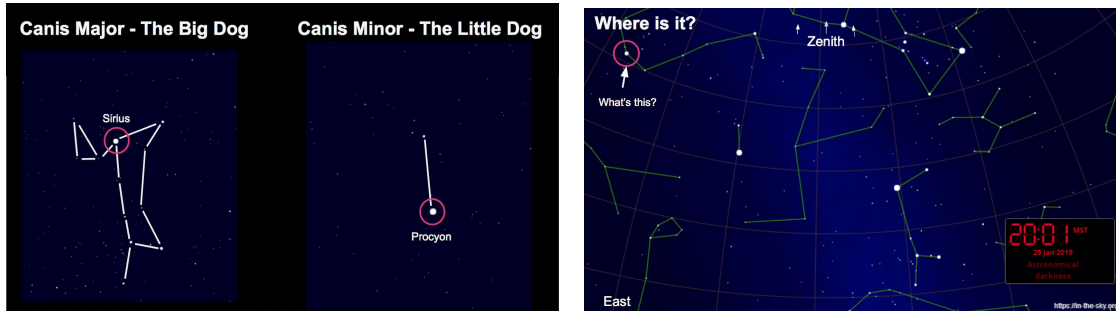 Canis Major - The Big Dog
Canis Minor - The Little Dog
Sirius
Procyon
Where is it?
Zenith
What's this?
20:01 MST
25 Jan 2019
Astronomical
darkness
East
https://in-the-sky.org